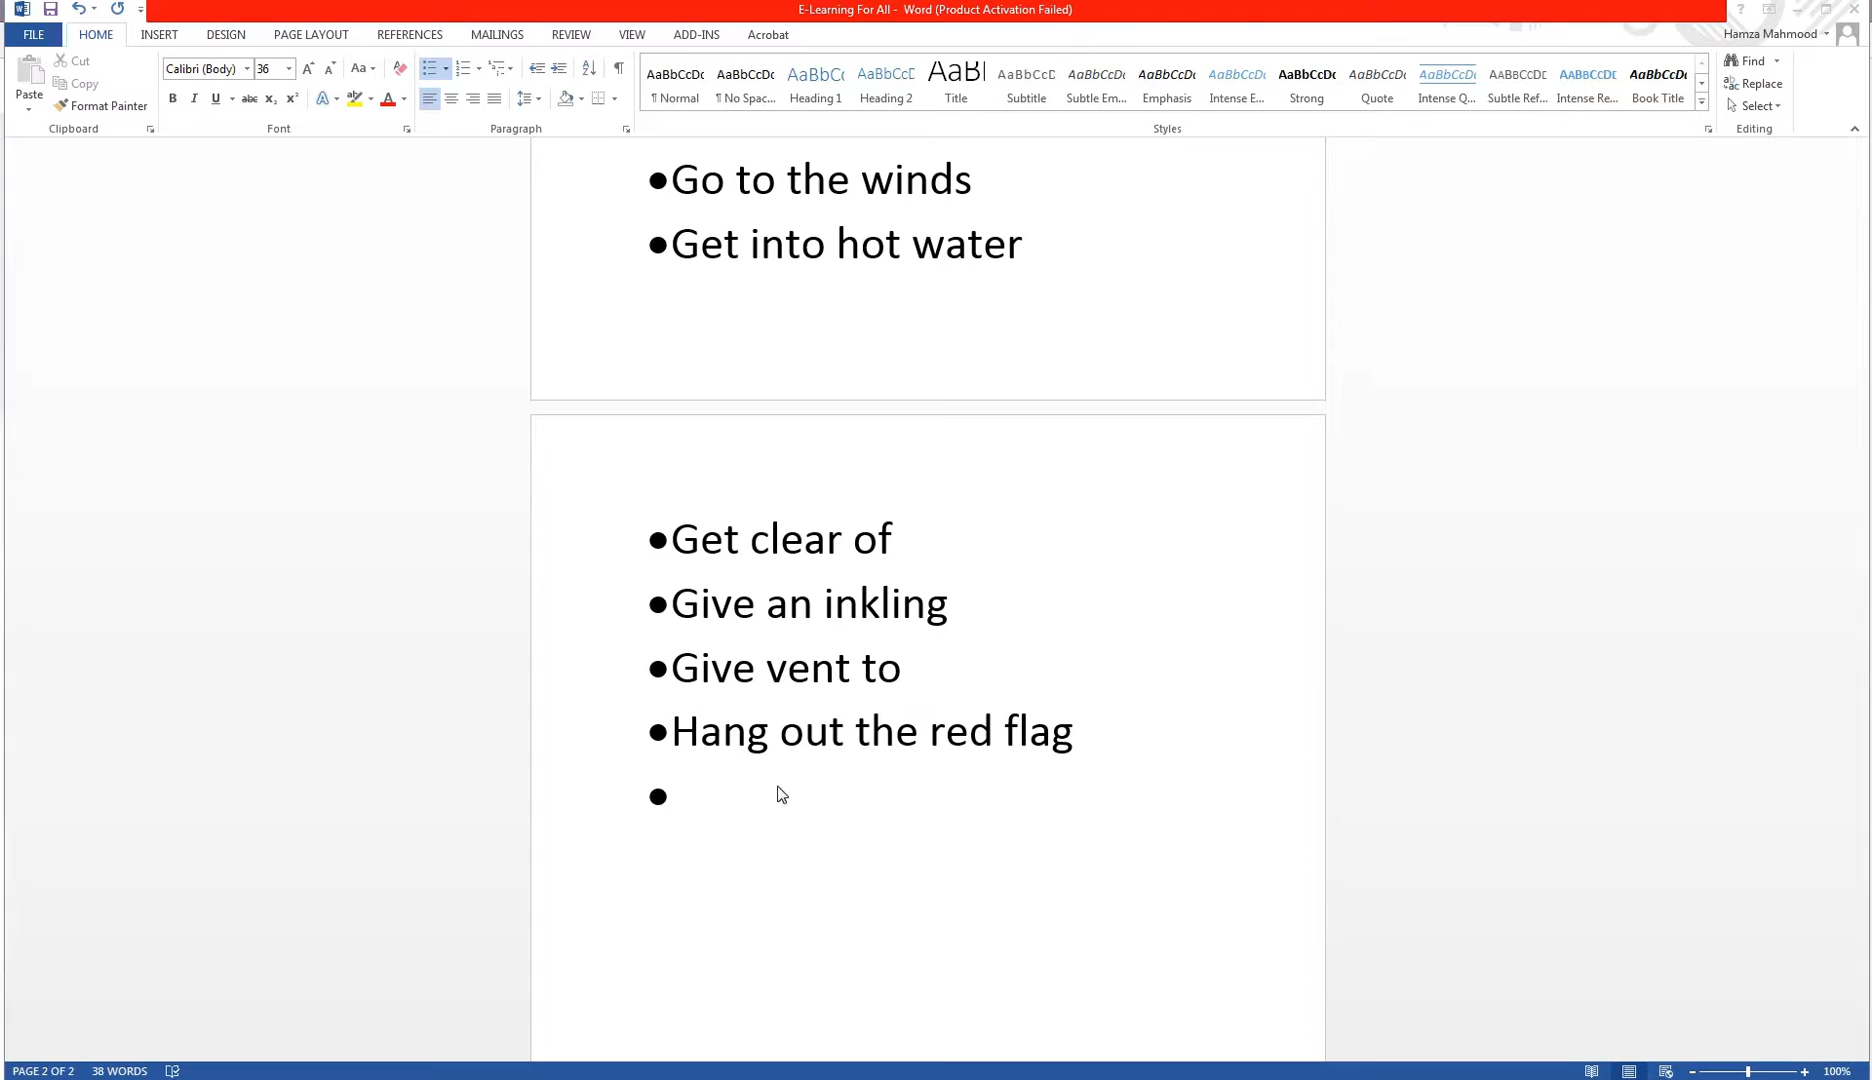 E-Learning For All - Word (Product Activation Failed)
FILE HOME INSERT DESIGN PAGE LAYOUT REFERENCES MAILINGS REVIEW VIEW ADD-INS Acrobat Hamza Mahmood
Paste
Cut
Copy
Format Painter
Clipboard
Calibri (Body) 36
Font
Paragraph
AaBbCcDc AaBbCcDc AaBbC AaBbCcD AaBl AaBbCcD AaBbCcDc AaBbCcDc AaBbCcDc AaBbCcDc AaBbCcDc AaBbCcDc AABBCCDE AABBCCDE AaBbCcDc
¶ Normal ¶ No Spac... Heading 1 Heading 2 Title Subtitle Subtle Em... Emphasis Intense E... Strong Quote Intense Q... Subtle Ref... Intense Re... Book Title
Styles
Find
Replace
Select
Editing
•Go to the winds
•Get into hot water
•Get clear of
•Give an inkling
•Give vent to
•Hang out the red flag
•
PAGE 2 OF 2 38 WORDS 100%